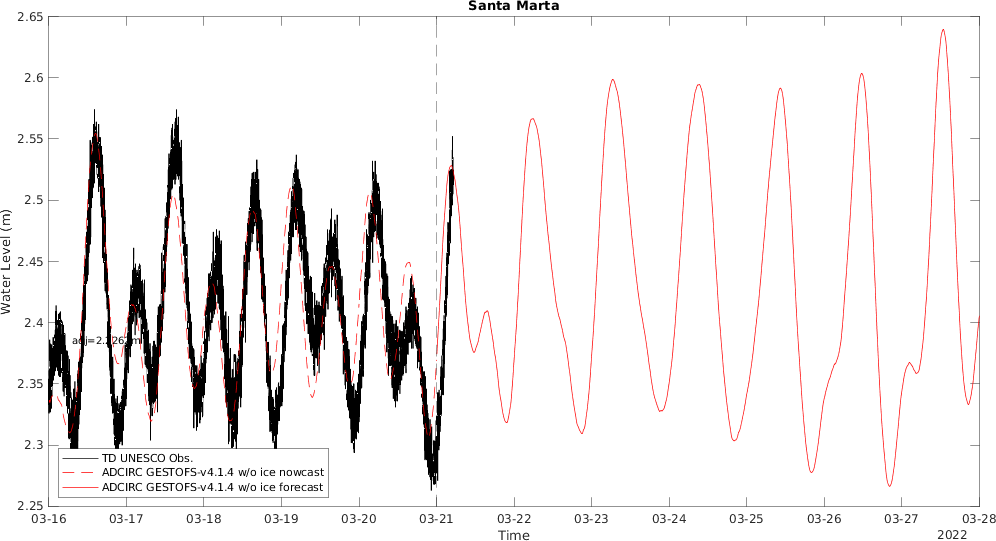 Santa Marta
2.65
2.6
2.55
2.5
2.45
2.4
2.35
2.3
2.25
Water Level (m)
TD UNESCO Obs.
ADCIRC GESTOFS-v4.1.4 w/o ice nowcast
ADCIRC GESTOFS-v4.1.4 w/o ice forecast
03-16 03-17 03-18 03-19 03-20 03-21 03-22 03-23 03-24 03-25 03-26 03-27 03-28
Time
2022